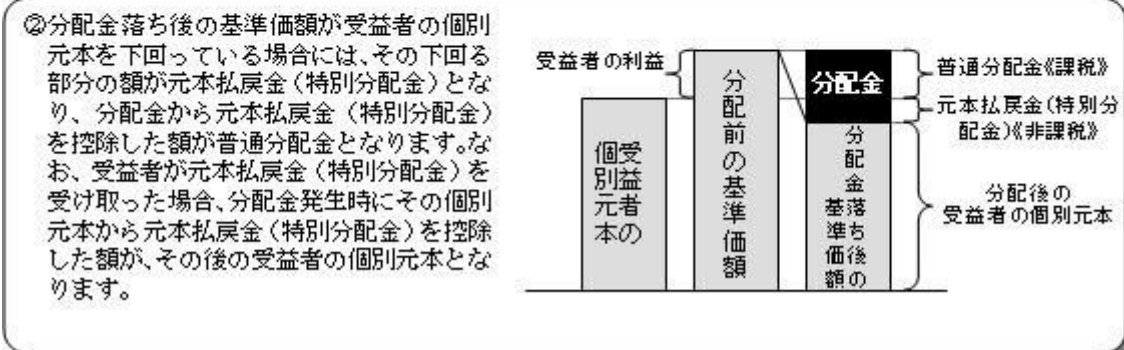 ②分配金落ち後の基準価額が受益者の個別
元本を下回っている場合には、その下回る
部分の額が元本払戻金（特別分配金）とな
り、分配金から元本払戻金（特別分配金）
を控除した額が普通分配金となります。な
お、受益者が元本払戻金（特別分配金）を
受け取った場合、分配金発生時にその個別
元本から元本払戻金（特別分配金）を控除
した額が、その後の受益者の個別元本とな
ります。
受益者の利益
受益者の
個別元本
分配前の基準価額
分配金
分配金落ち後の
基準価額
普通分配金《課税》
元本払戻金（特別分
配金）《非課税》
分配後の
受益者の個別元本